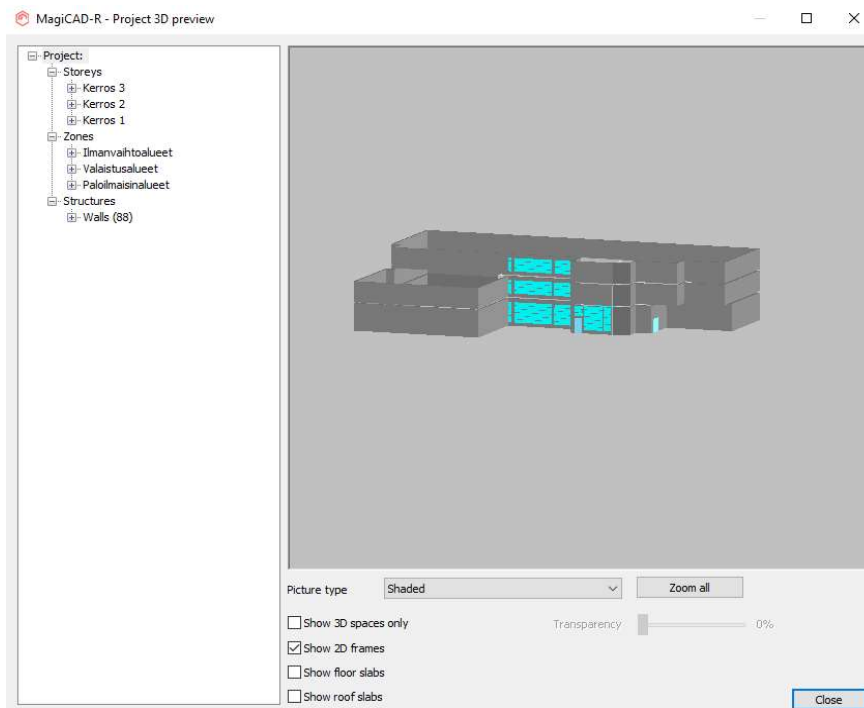 MagiCAD-R - Project 3D preview
Project:
Storeys
Kerros 3
Kerros 2
Kerros 1
Zones
Ilmanvaihtoalueet
Valaistusalueet
Paloilmaisinalueet
Structures
Walls (88)
Picture type
Shaded
Zoom all
Show 3D spaces only
Transparency
0%
Show 2D frames
Show floor slabs
Show roof slabs
Close